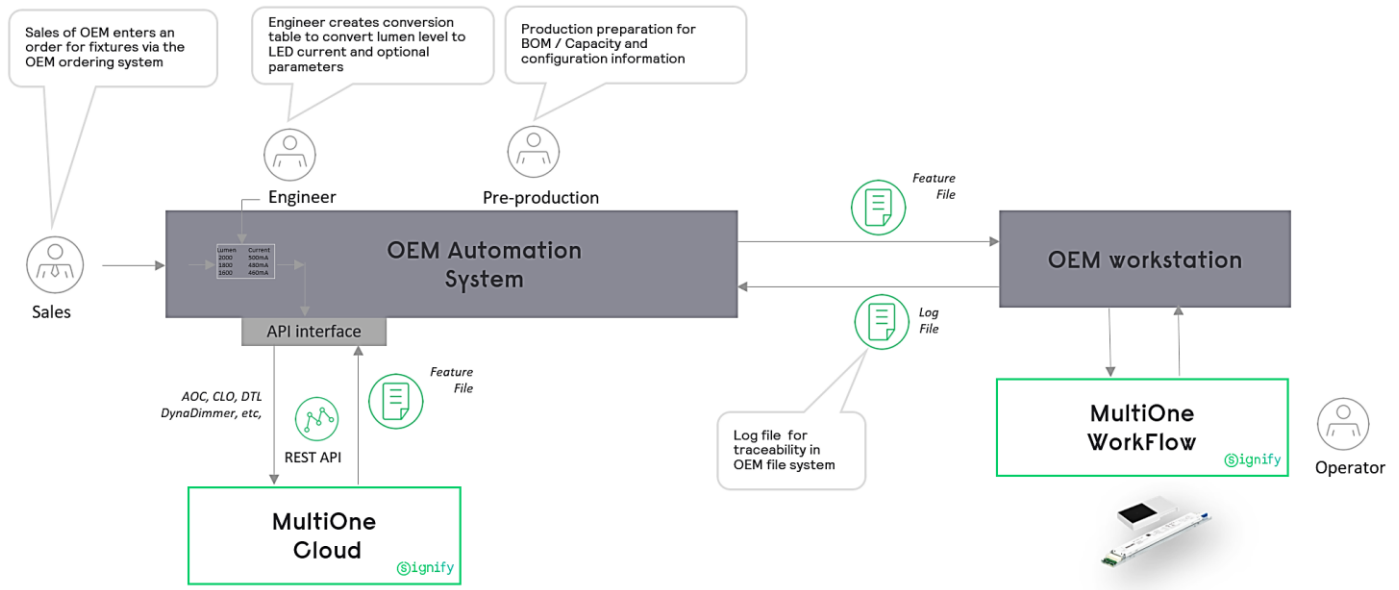 Sales of OEM enters an
order for fixtures via the
OEM ordering system
Engineer creates conversion
table to convert lumen level to
LED current and optional
parameters
Production preparation for
BOM / Capacity and
configuration information
Engineer
Pre-production
Sales
Lumen Current
2000 500mA
1800 480mA
1600 460mA
OEM Automation
System
API interface
Feature
File
OEM workstation
Log
File
AOC, CLO, DTL
DynaDimmer, etc,
REST API
Feature
File
Log file for
traceability in
OEM file system
MultiOne
WorkFlow
Signify
Operator
MultiOne
Cloud
Signify